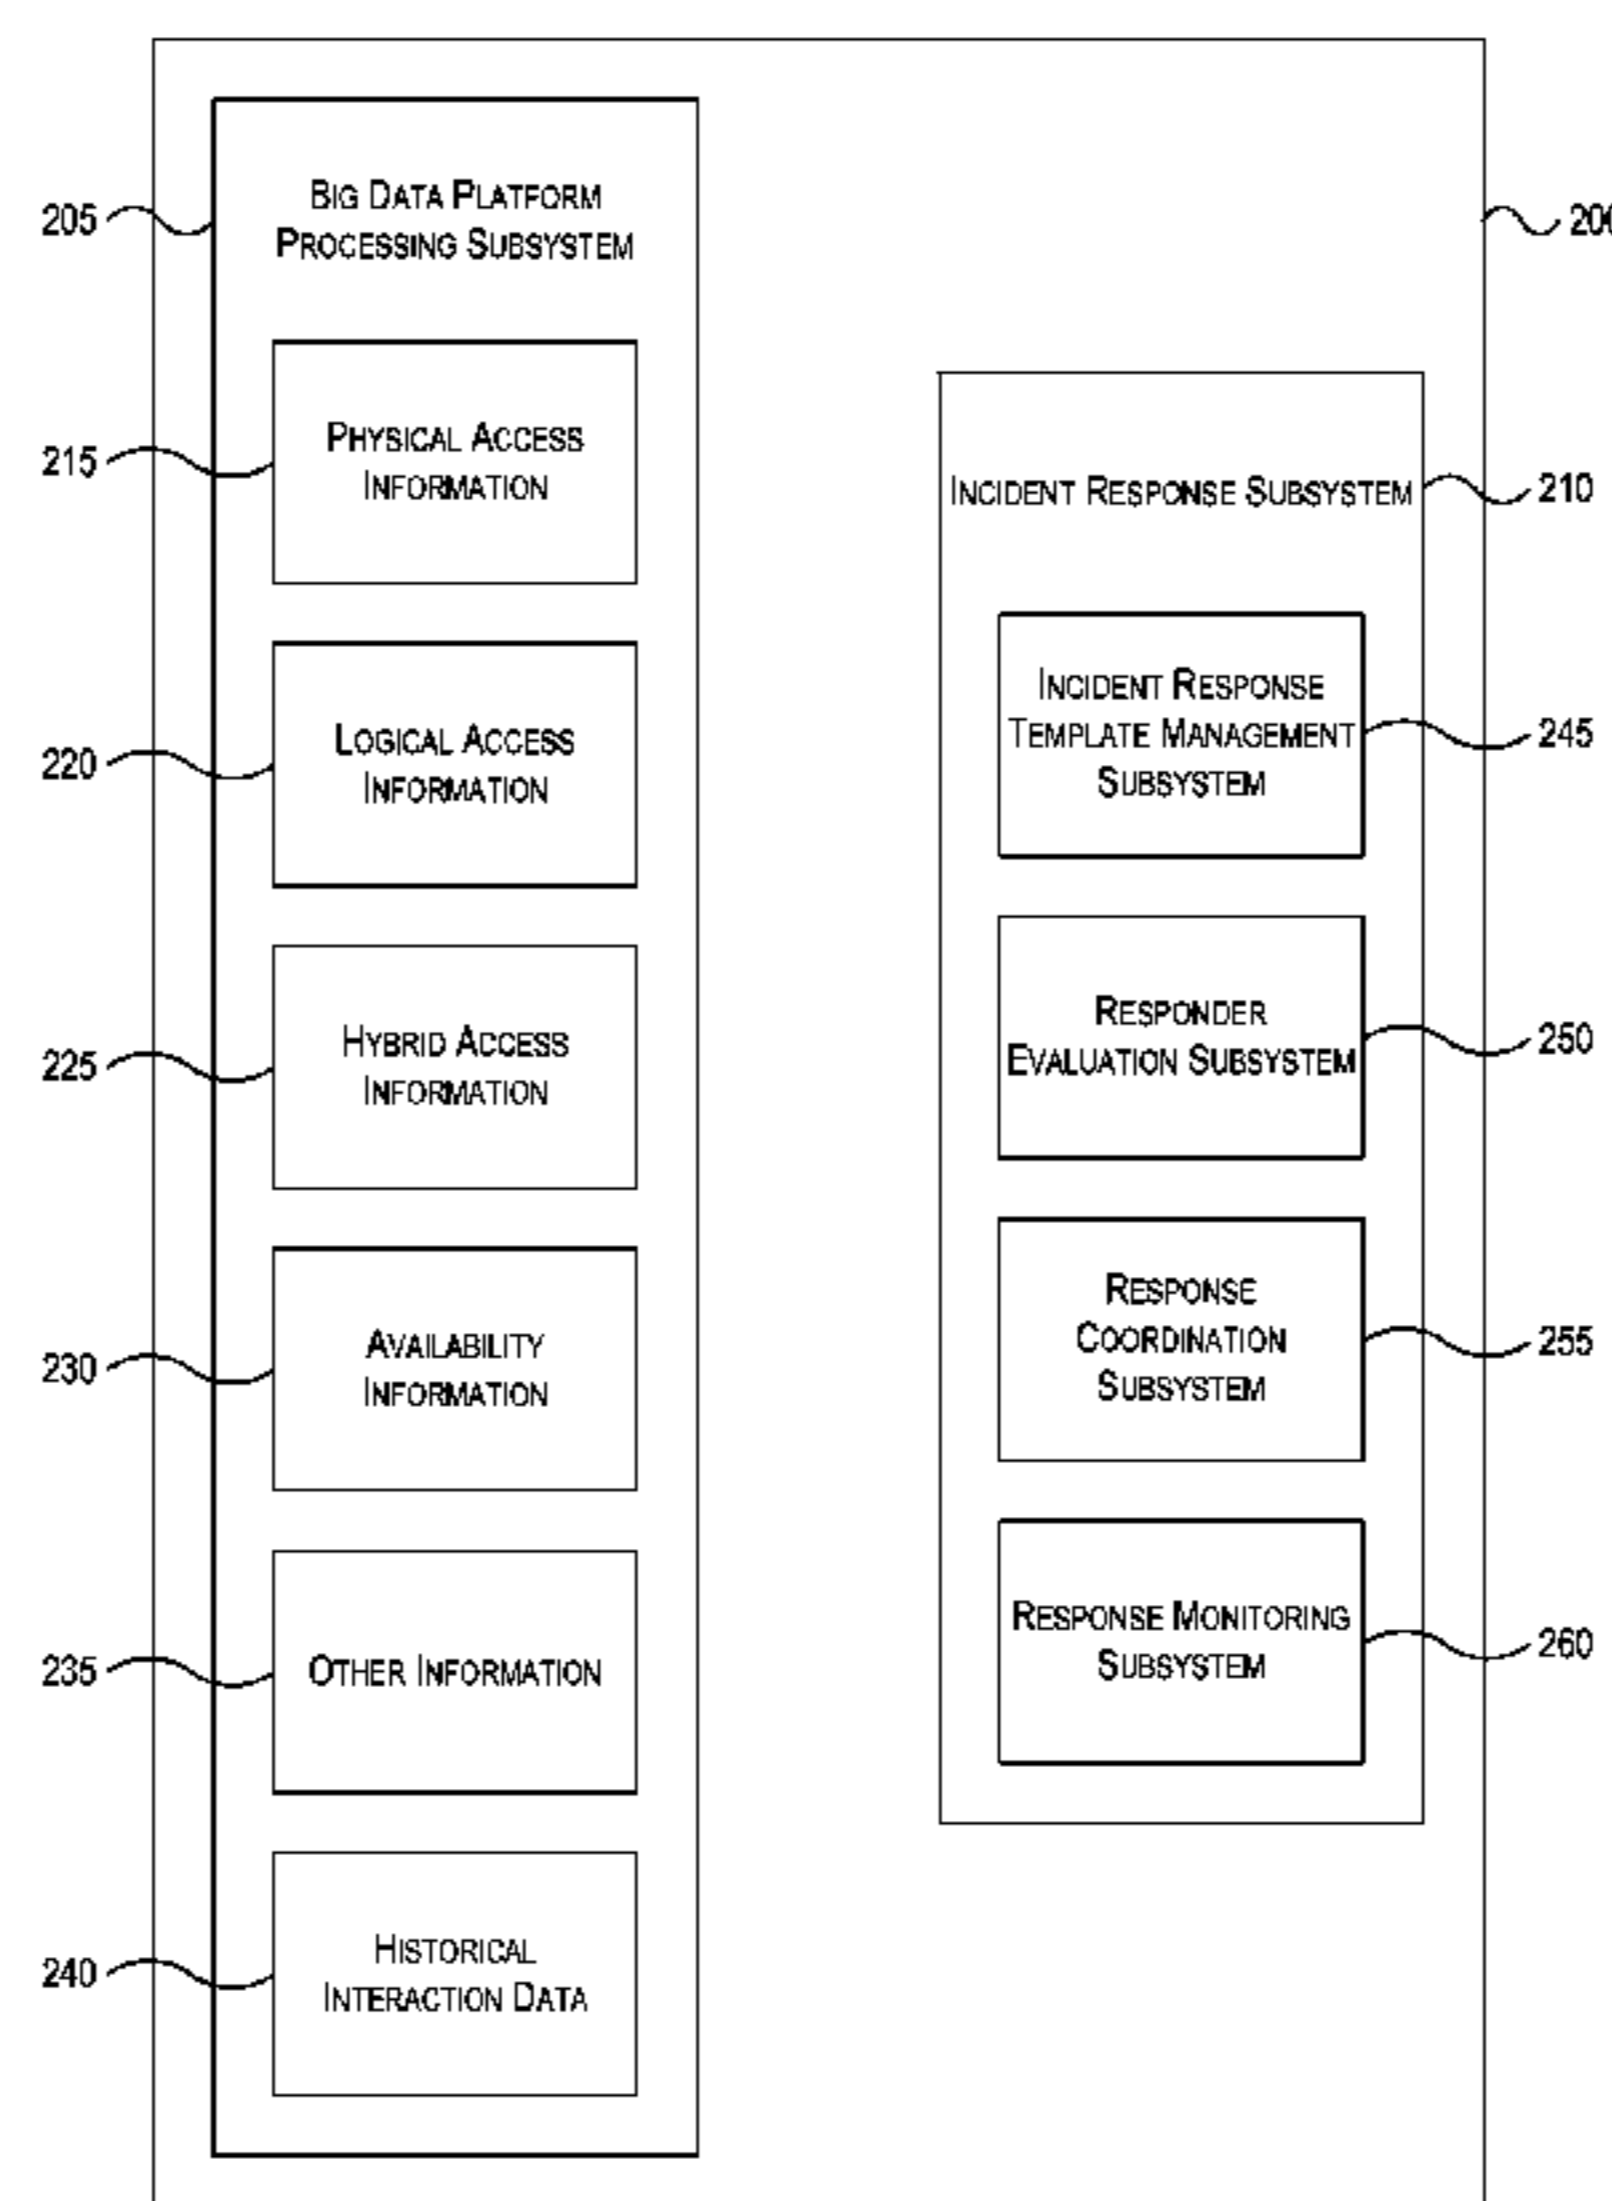 205
BIG DATA PLATFORM
PROCESSING SUBSYSTEM
200
215
PHYSICAL ACCESS
INFORMATION
220
LOGICAL ACCESS
INFORMATION
225
HYBRID ACCESS
INFORMATION
230
AVAILABILITY
INFORMATION
235
OTHER INFORMATION
240
HISTORICAL
INTERACTION DATA
INCIDENT RESPONSE SUBSYSTEM
210
INCIDENT RESPONSE
TEMPLATE MANAGEMENT
SUBSYSTEM
245
RESPONDER
EVALUATION SUBSYSTEM
250
RESPONSE
COORDINATION
SUBSYSTEM
255
RESPONSE MONITORING
SUBSYSTEM
260